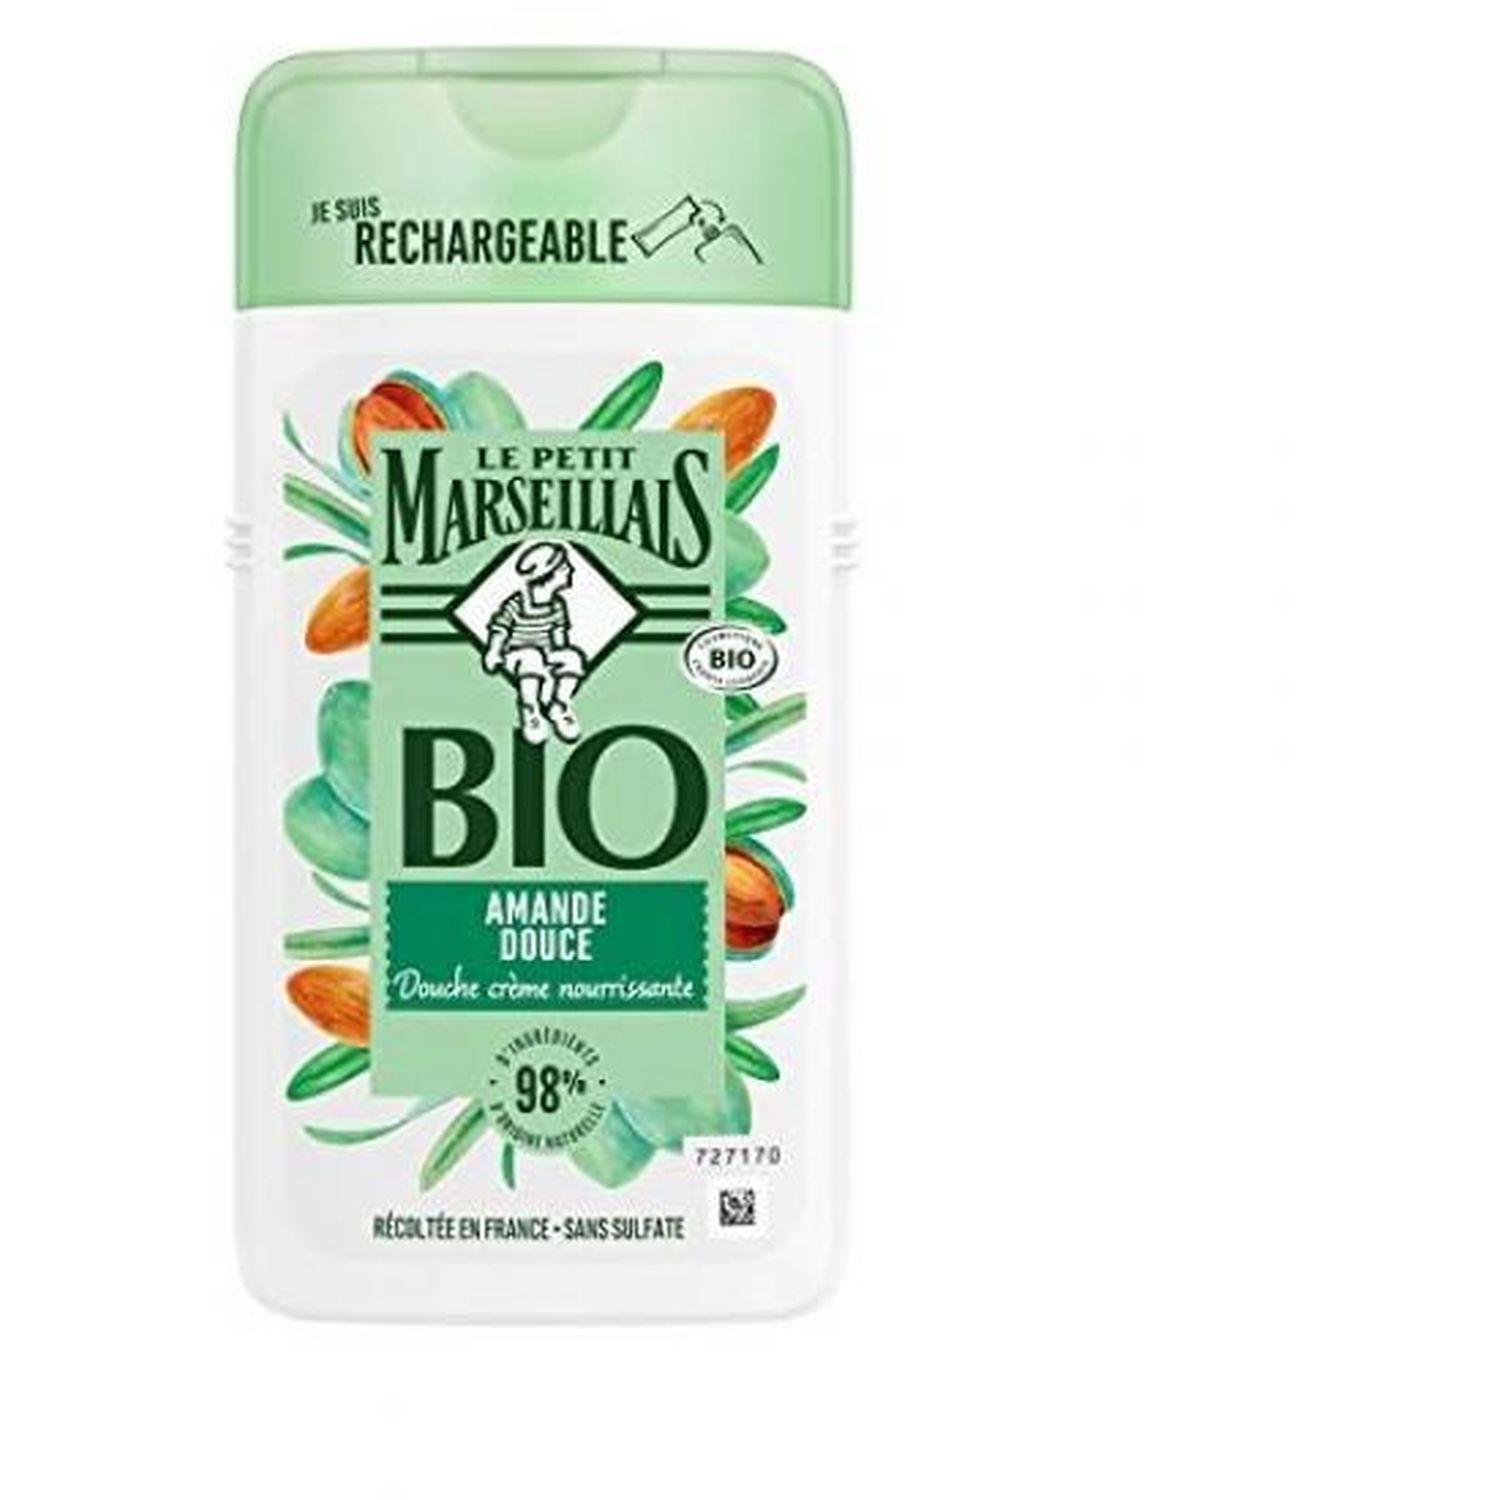 JE SUIS
RECHARGEABLE
LE PETIT
MARSEILLAIS
BIO
BIO
AMANDE
DOUCE
Douche crème nourrissante
D'INGRÉDIENTS
98%
D'ORIGINE NATURELLE
727170
RÉCOLTÉE EN FRANCE • SANS SULFATE